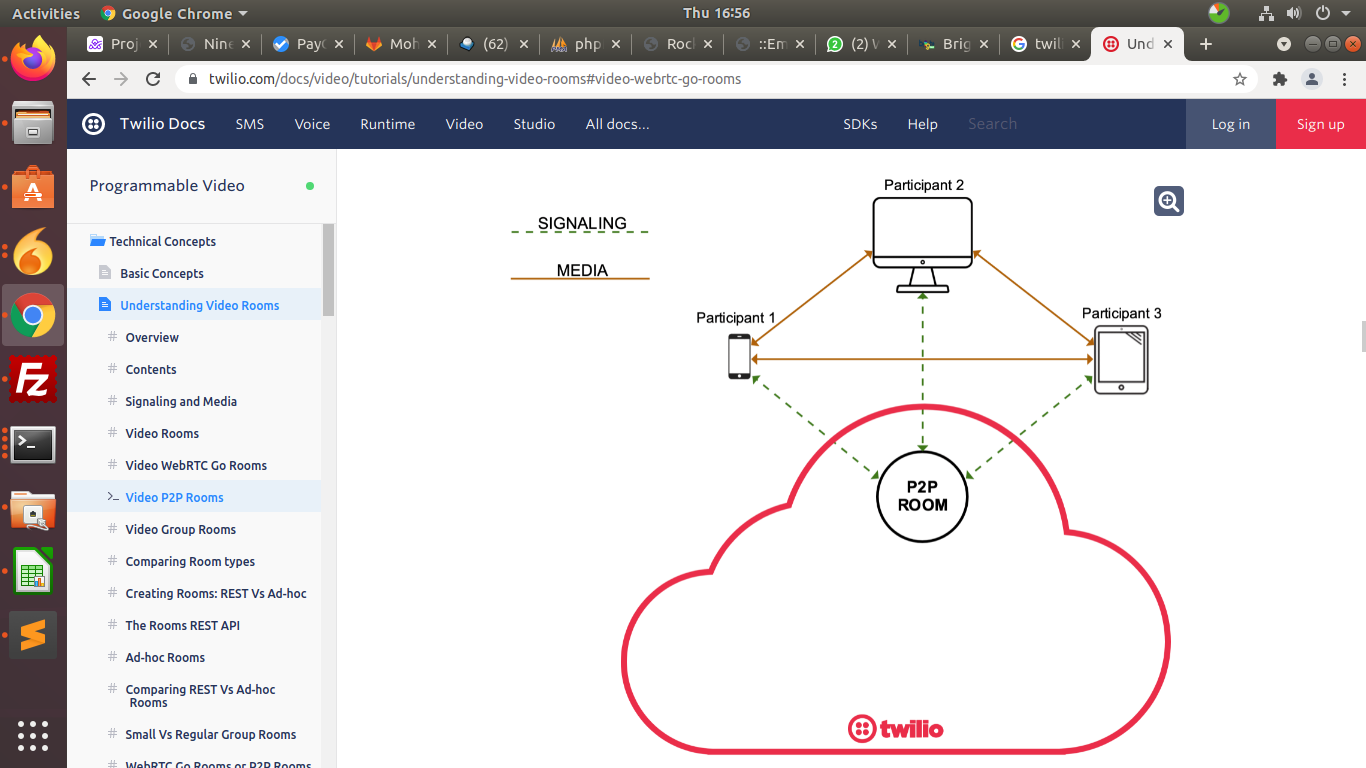 Activities
Google Chrome
Thu 16:56
Proj
Nine
PayC
Moh
(62)
php
Roc
::Em
(2) W
Brig
twil
Und
twilio.com/docs/video/tutorials/understanding-video-rooms#video-webrtc-go-rooms
Twilio Docs
SMS
Voice
Runtime
Video
Studio
All docs...
SDKs
Help
Search
Log in
Sign up
Programmable Video
Technical Concepts
Basic Concepts
Understanding Video Rooms
# Overview
# Contents
# Signaling and Media
# Video Rooms
# Video WebRTC Go Rooms
>_ Video P2P Rooms
# Video Group Rooms
# Comparing Room types
# Creating Rooms: REST Vs Ad-hoc
# The Rooms REST API
# Ad-hoc Rooms
# Comparing REST Vs Ad-hoc
Rooms
# Small Vs Regular Group Rooms
# WebRTC Go Rooms or P2P Rooms
SIGNALING
MEDIA
Participant 2
Participant 1
Participant 3
P2P
ROOM
twilio